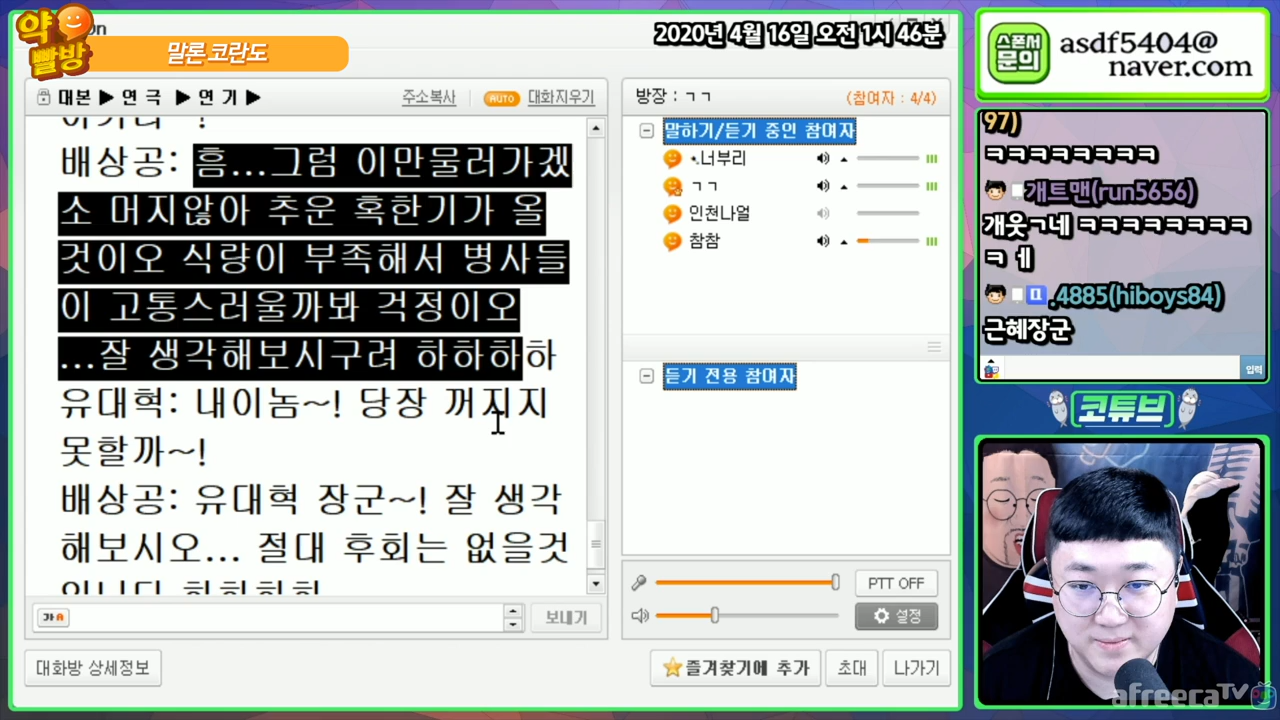 약빨방
말론 코란도
2020년 4월 16일 오전 1시 46분
대본 ▶ 연 극 ▶ 연 기 ▶
주소복사
AUTO 대화지우기
배상공: 흠...그럼 이만물러가겠
소 머지않아 추운 혹한기가 올
것이오 식량이 부족해서 병사들
이 고통스러울까봐 걱정이오
...잘 생각해보시구려 하하하하
유대혁: 내이놈~! 당장 꺼지지
못할까~!
배상공: 유대혁 장군~! 잘 생각
해보시오... 절대 후회는 없을것
입니다 하하하하
가A
보내기
대화방 상세정보
방장 : ㄱㄱ
(참여자 : 4/4)
말하기/듣기 중인 참여자
너부리
ㄱㄱ
인천나얼
참참
듣기 전용 참여자
PTT OFF
설정
즐겨찾기에 추가
초대
나가기
스폰서
문의
asdf5404@
naver.com
97)
ㅋㅋㅋㅋㅋㅋㅋㅋ
개트맨(run5656)
개웃ㄱ네 ㅋㅋㅋㅋㅋㅋㅋㅋ
ㅋ ㅔ
.4885(hiboys84)
근혜장군
입력
코튜브
afreecaTV